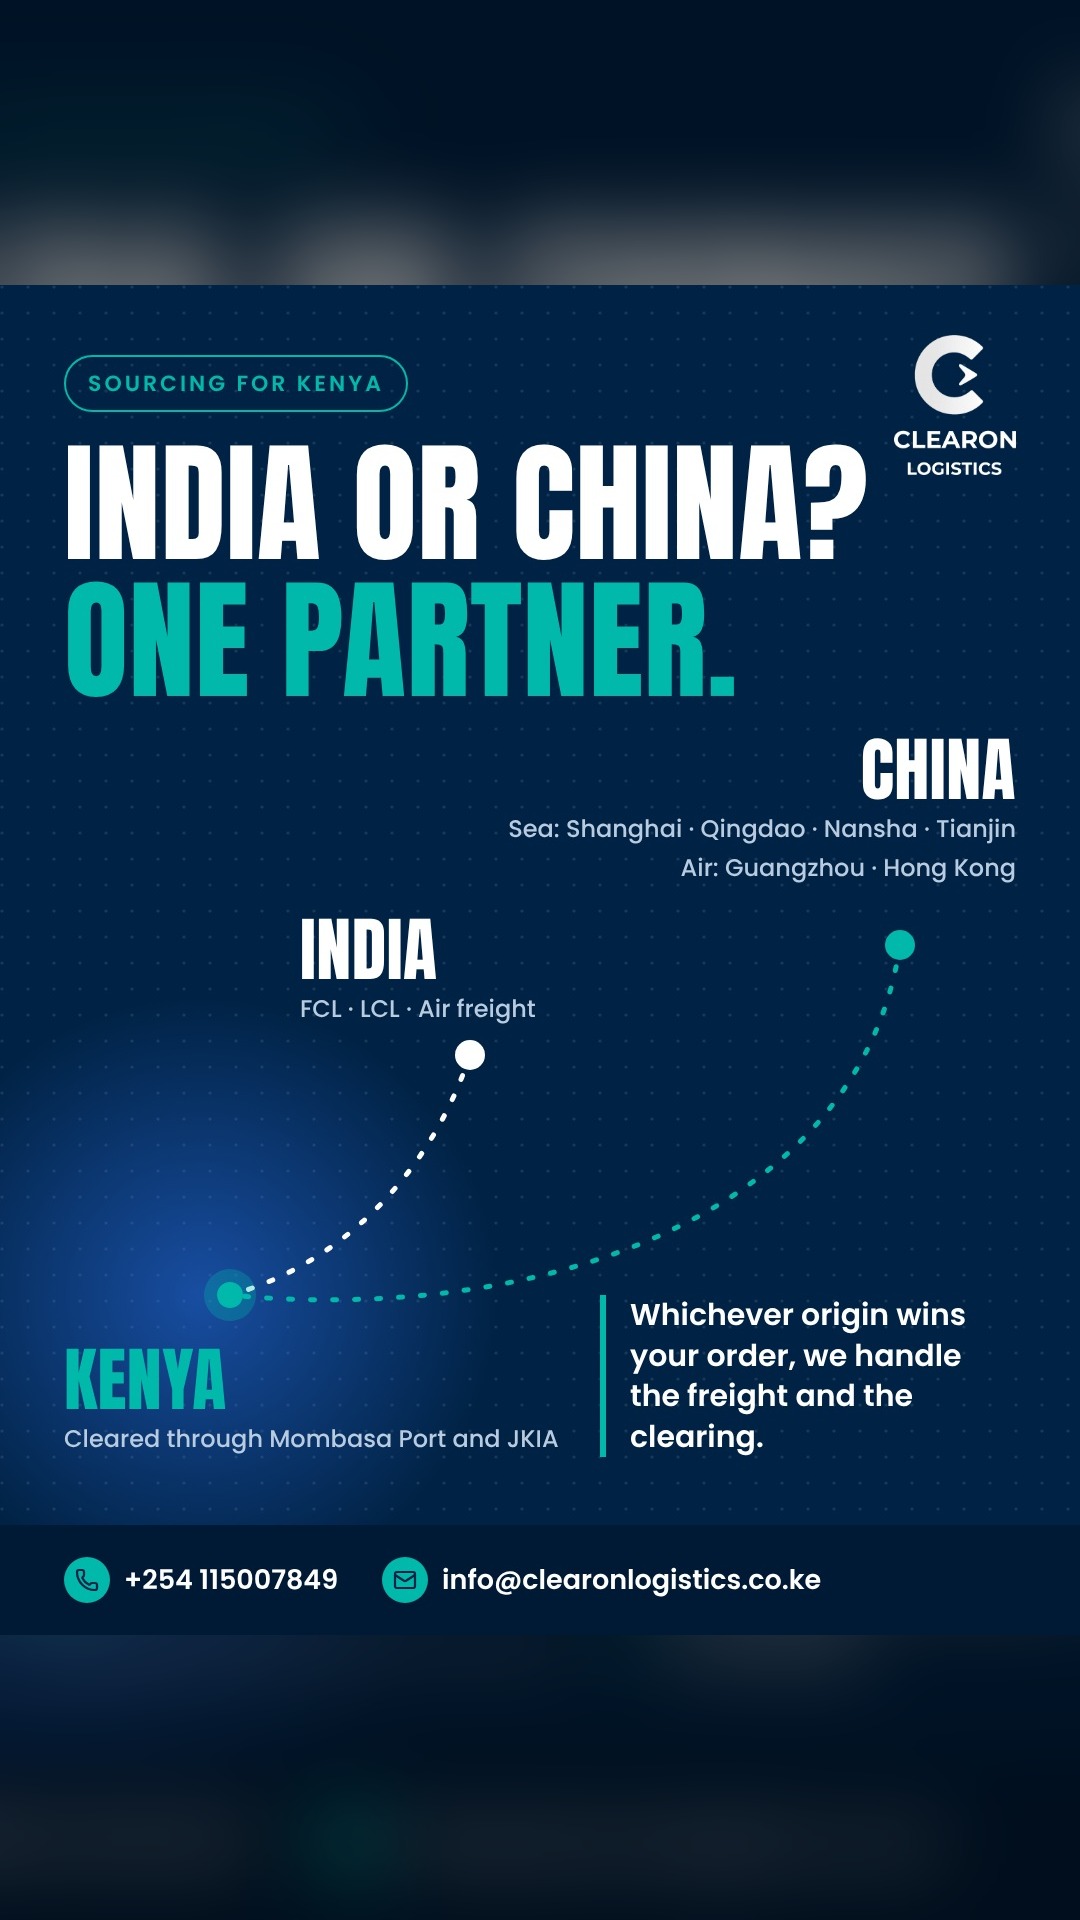 SOURCING FOR KENYA
CLEARON
LOGISTICS
INDIA OR CHINA?
ONE PARTNER.
CHINA
Sea: Shanghai · Qingdao · Nansha · Tianjin
Air: Guangzhou · Hong Kong
INDIA
FCL · LCL · Air freight
KENYA
Cleared through Mombasa Port and JKIA
Whichever origin wins
your order, we handle
the freight and the
clearing.
+254 115007849
info@clearonlogistics.co.ke